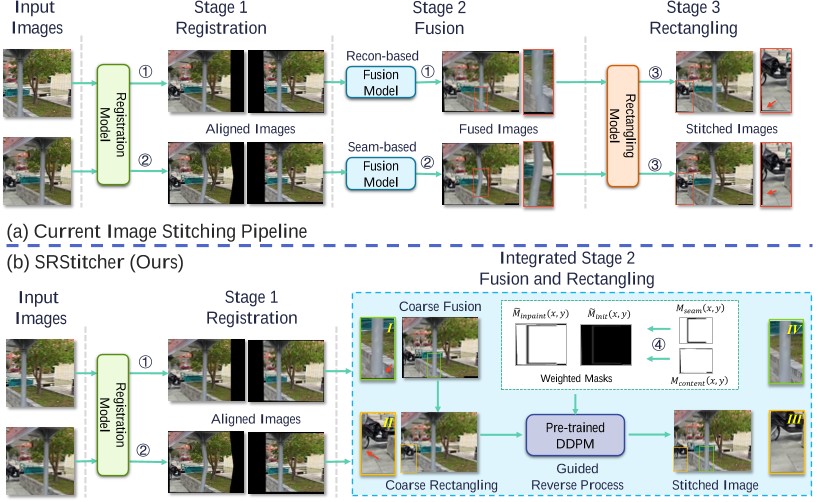 Input
Images
Stage 1
Registration
Stage 2
Fusion
Stage 3
Rectangling
Registration
Model
①
②
Aligned Images
Recon-based
Fusion
Model
①
Seam-based
Fusion
Model
②
Fused Images
Rectangling
Model
③
③
Stitched Images
(a) Current Image Stitching Pipeline
(b) SRStitcher (Ours)
Input
Images
Stage 1
Registration
Integrated Stage 2
Fusion and Rectangling
Registration
Model
①
②
Aligned Images
I
Coarse Fusion
II
Coarse Rectangling
M̃inpaint(x, y)
M̃init(x, y)
Mseam(x, y)
④
Mcontent(x, y)
Weighted Masks
Pre-trained
DDPM
Guided
Reverse Process
IV
III
Stitched Image